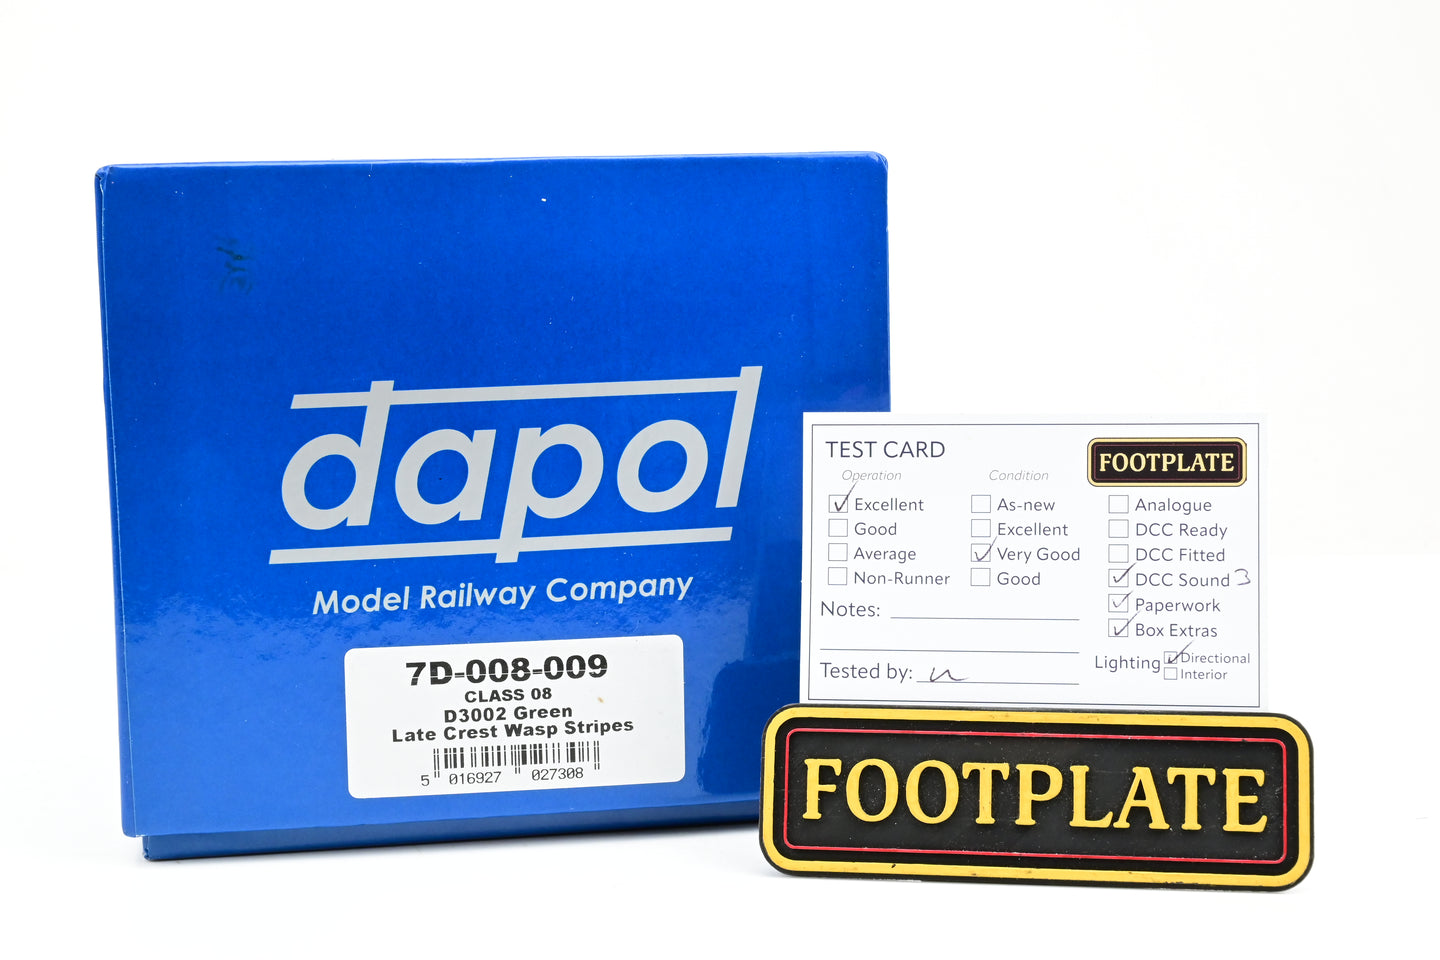 dapol
Model Railway Company
7D-008-009
CLASS 08
D3002 Green
Late Crest Wasp Stripes
5 016927 027308
TEST CARD
FOOTPLATE
Operation
Excellent
Good
Average
Non-Runner
Condition
As-new
Excellent
Very Good
Good
Analogue
DCC Ready
DCC Fitted
DCC Sound 3
Paperwork
Box Extras
Lighting
Directional
Interior
Notes:
Tested by:
FOOTPLATE